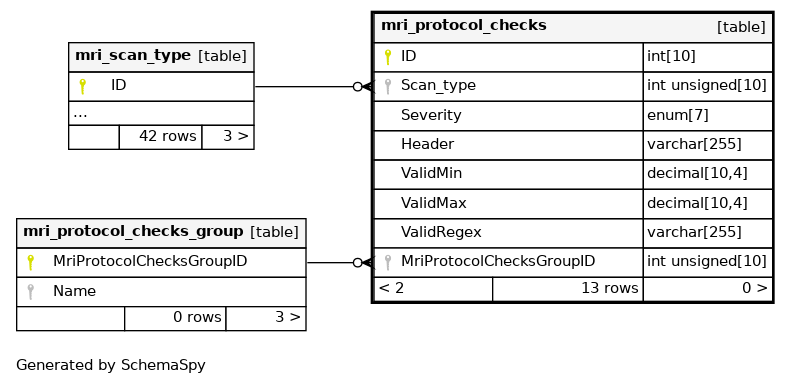 mri_protocol_checks [table]
ID int[10]
Scan_type int unsigned[10]
Severity enum[7]
Header varchar[255]
ValidMin decimal[10,4]
ValidMax decimal[10,4]
ValidRegex varchar[255]
MriProtocolChecksGroupID int unsigned[10]
< 2 13 rows 0 >
mri_scan_type [table]
ID
...
42 rows 3 >
mri_protocol_checks_group [table]
MriProtocolChecksGroupID
Name
0 rows 3 >
Generated by SchemaSpy